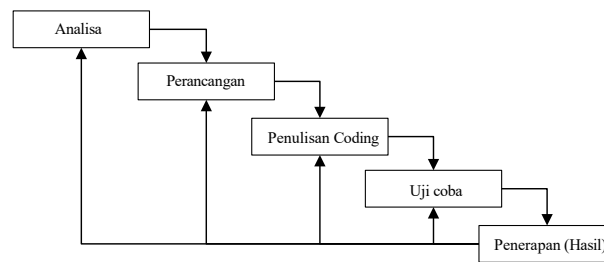 Analisa
Perancangan
Penulisan Coding
Uji coba
Penerapan (Hasil)